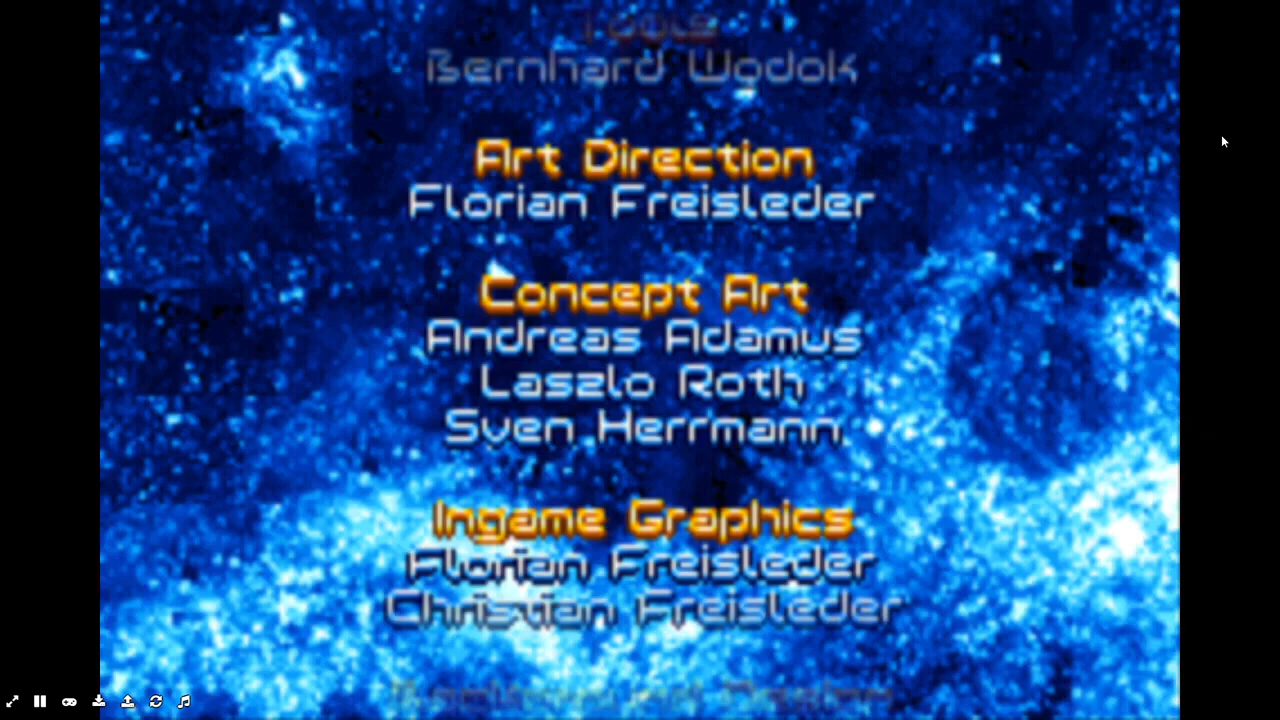 Tools
Bernhard Wodok
Art Direction
Florian Freisleder
Concept Art
Andreas Adamus
Laszlo Roth
Sven Herrmann
Ingame Graphics
Florian Freisleder
Christian Freisleder